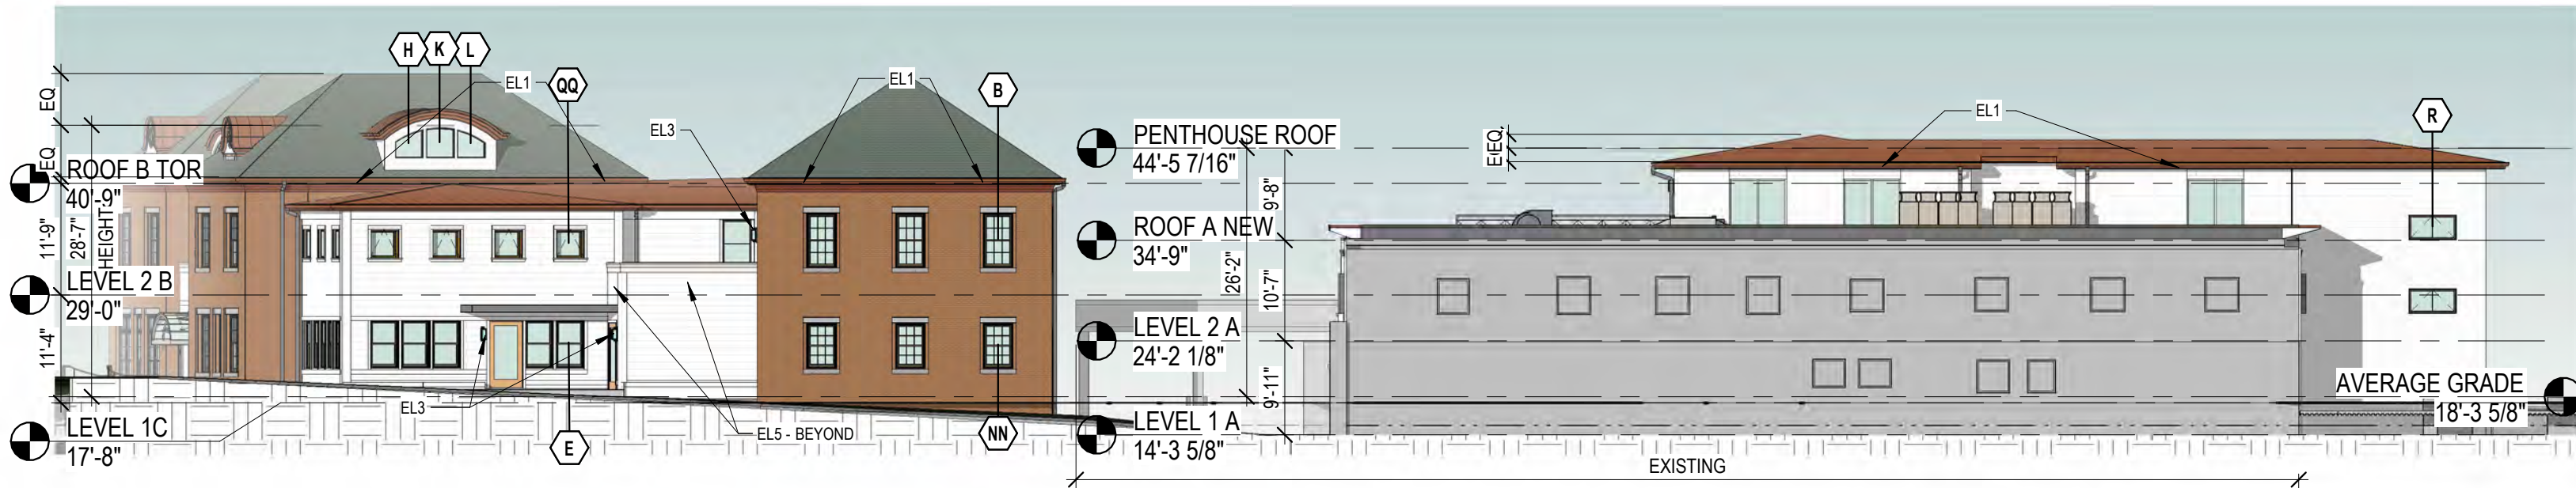 H K L
QQ
EL1
EL1
EL3
B
EQ
EQ
ROOF B TOR
40'-9"
11'-9"
28'-7"
HEIGHT
LEVEL 2 B
29'-0"
11'-4"
LEVEL 1C
17'-8"
EL3
E
EL5 - BEYOND
NN
PENTHOUSE ROOF
44'-5 7/16"
9'-8"
ROOF A NEW
34'-9"
26'-2"
10'-7"
LEVEL 2 A
24'-2 1/8"
9'-11"
LEVEL 1 A
14'-3 5/8"
EL1
R
AVERAGE GRADE
18'-3 5/8"
EXISTING